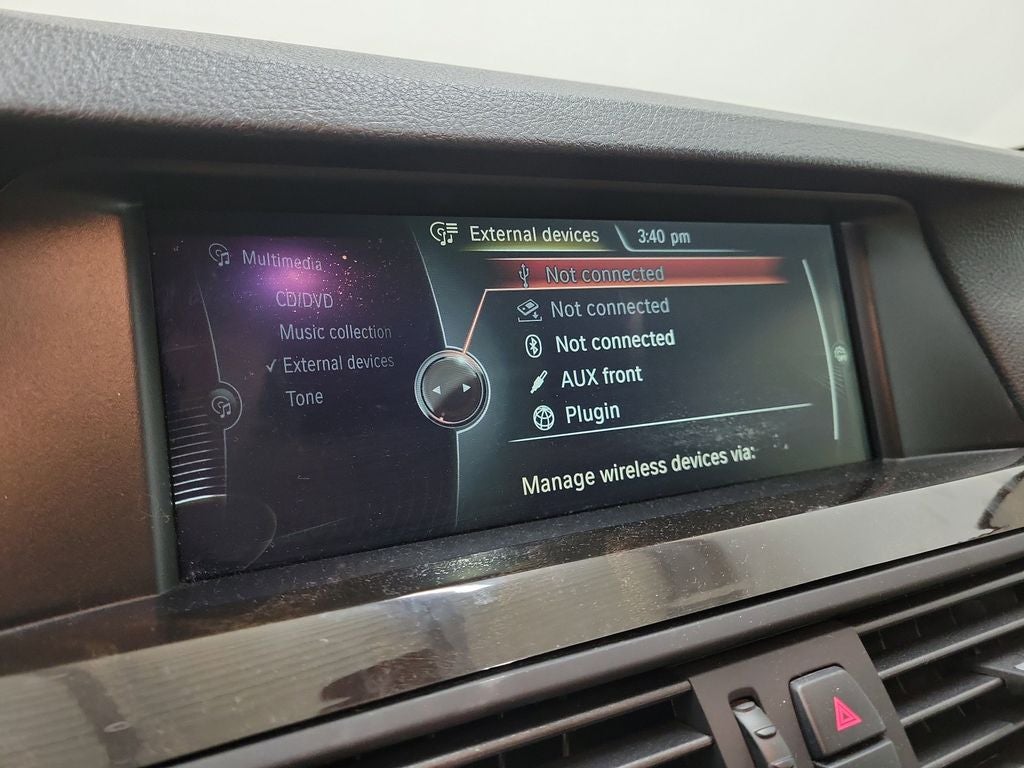 Multimedia
CD/DVD
Music collection
✓ External devices
Tone
External devices
3:40 pm
Not connected
Not connected
Not connected
AUX front
Plugin
Manage wireless devices via: